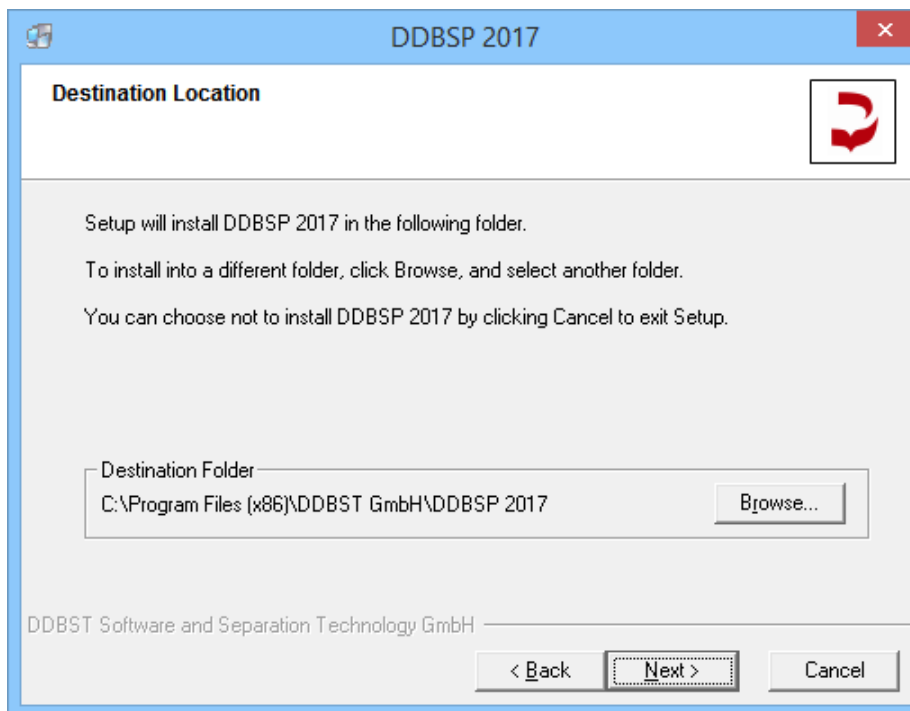 DDBSP 2017
Destination Location
Setup will install DDBSP 2017 in the following folder.
To install into a different folder, click Browse, and select another folder.
You can choose not to install DDBSP 2017 by clicking Cancel to exit Setup.
Destination Folder
C:\Program Files (x86)\DDBST GmbH\DDBSP 2017
Browse...
DDBST Software and Separation Technology GmbH
< Back Next > Cancel